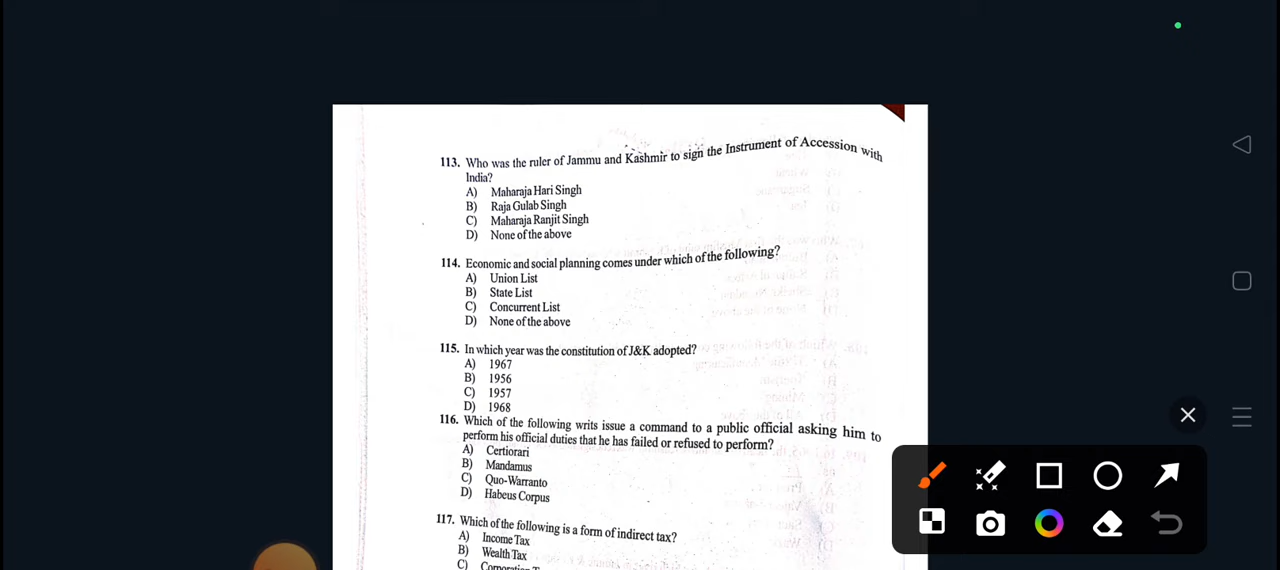 113. Who was the ruler of Jammu and Kashmir to sign the Instrument of Accession with
India?
A) Maharaja Hari Singh
B) Raja Gulab Singh
C) Maharaja Ranjit Singh
D) None of the above
114. Economic and social planning comes under which of the following?
A) Union List
B) State List
C) Concurrent List
D) None of the above
115. In which year was the constitution of J&K adopted?
A) 1967
B) 1956
C) 1957
D) 1968
116. Which of the following writs issue a command to a public official asking him to
perform his official duties that he has failed or refused to perform?
A) Certiorari
B) Mandamus
C) Quo-Warranto
D) Habeus Corpus
117. Which of the following is a form of indirect tax?
A) Income Tax
B) Wealth Tax
C)